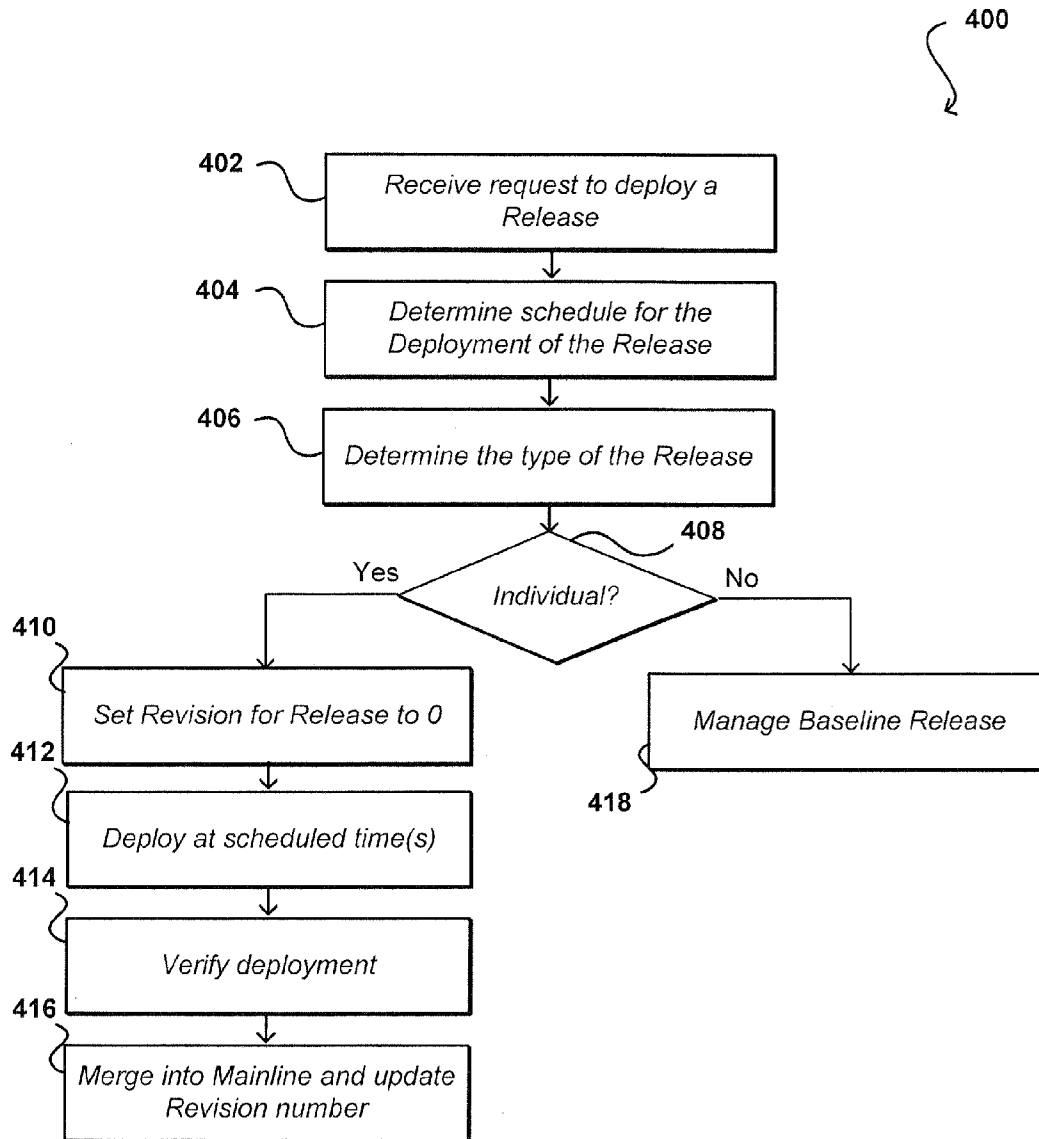 400
402
Receive request to deploy a
Release
404
Determine schedule for the
Deployment of the Release
406
Determine the type of the Release
408
Yes
Individual?
No
410
Set Revision for Release to 0
Manage Baseline Release
412
418
Deploy at scheduled time(s)
414
Verify deployment
416
Merge into Mainline and update
Revision number